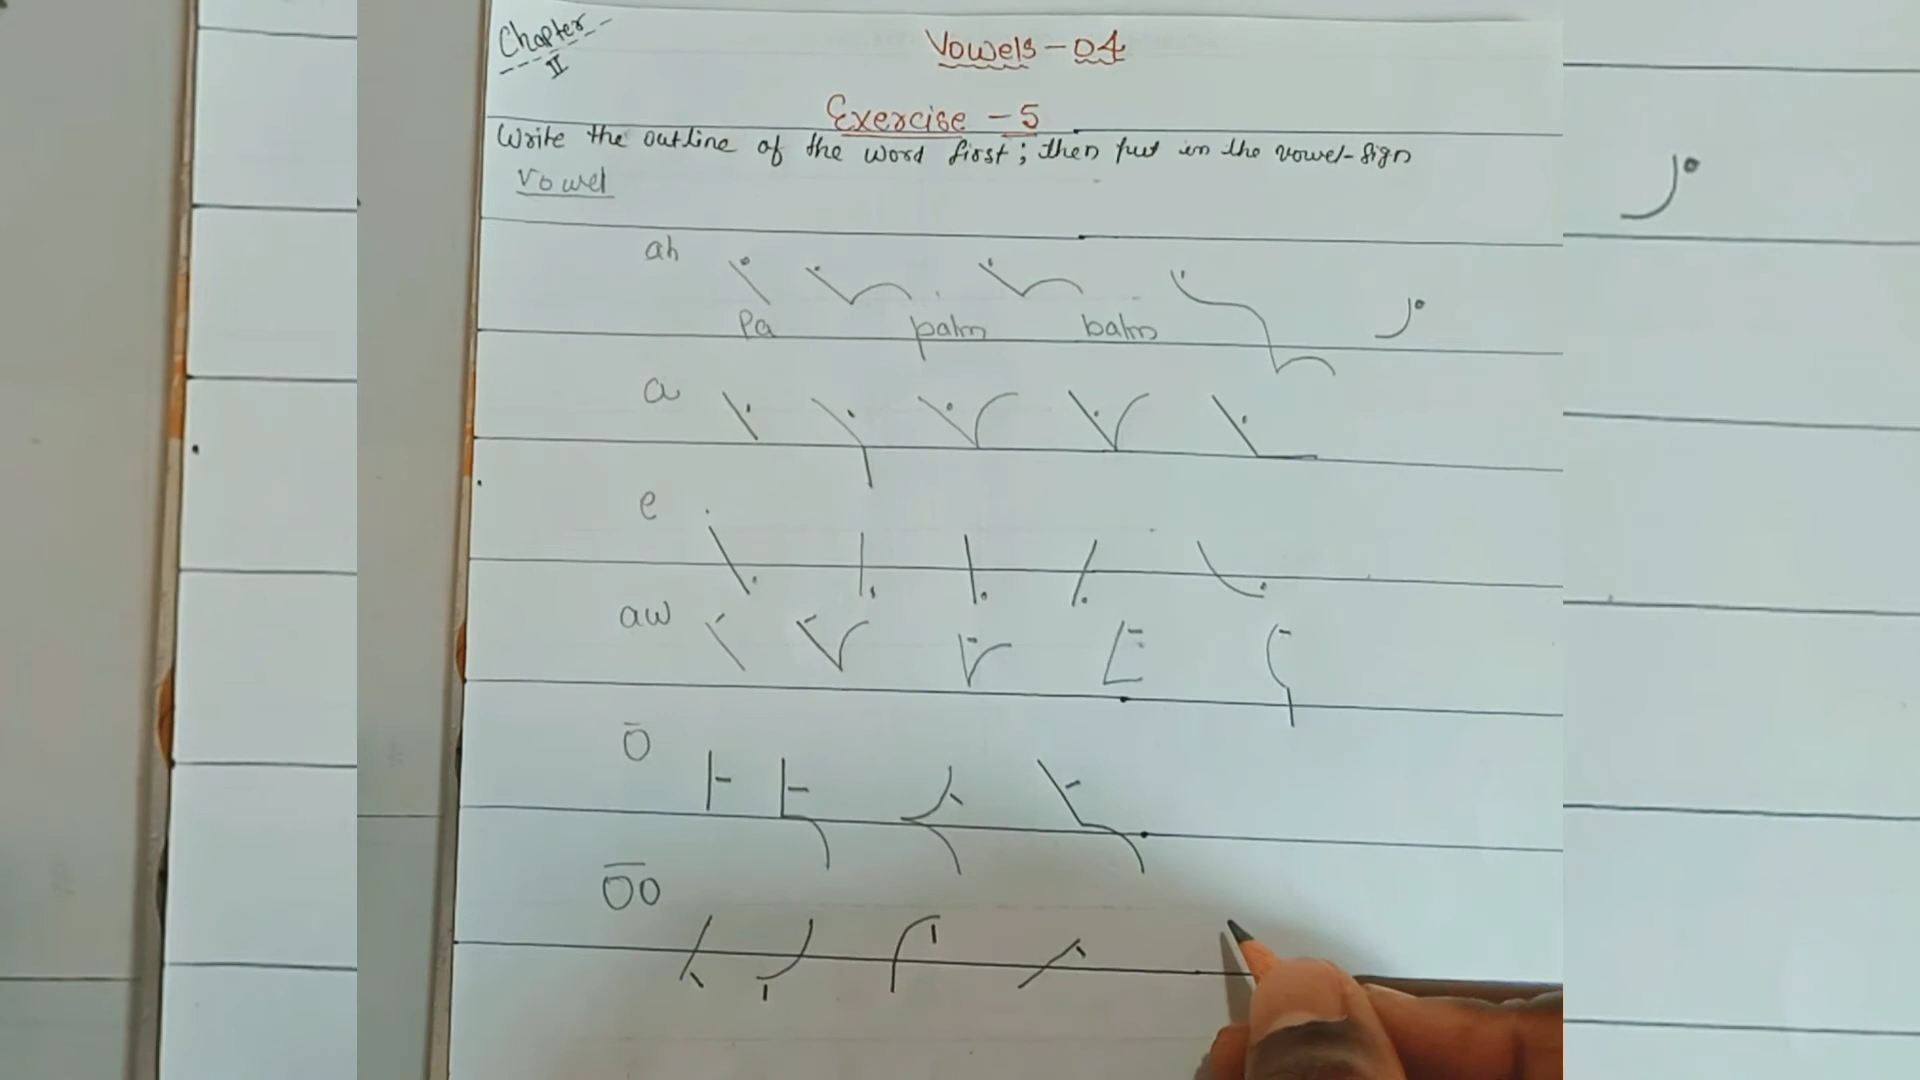 Chapter
II
Vowels - 04
Exercise - 5
Write the outline of the word first; then put in the vowel-sign
Vowel
ah
Pa palm balm
a
e
aw
ō
ōō